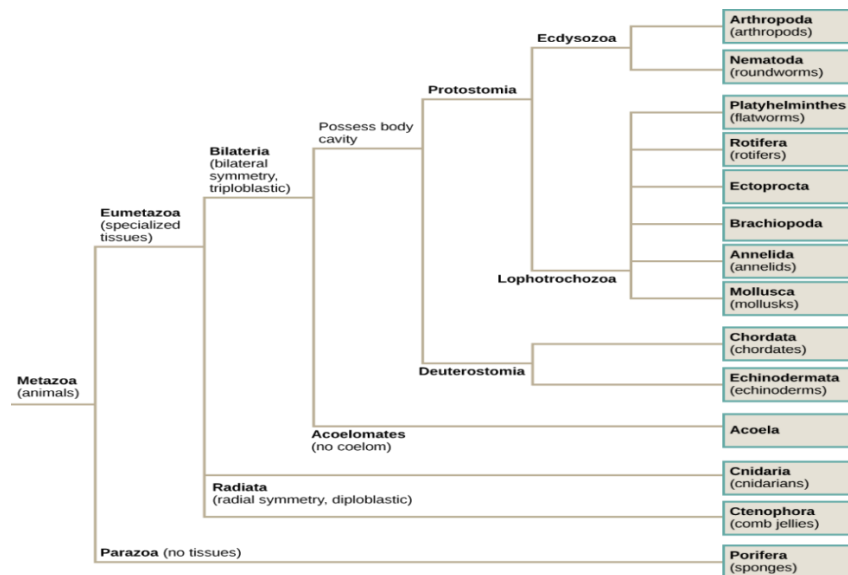 Arthropoda
(arthropods)
Ecdysozoa
Nematoda
(roundworms)
Protostomia
Platyhelminthes
(flatworms)
Possess body
cavity
Rotifera
(rotifers)
Bilateria
(bilateral
symmetry,
triploblastic)
Ectoprocta
Eumetazoa
(specialized
tissues)
Brachiopoda
Annelida
(annelids)
Lophotrochozoa
Mollusca
(mollusks)
Chordata
(chordates)
Deuterostomia
Metazoa
(animals)
Echinodermata
(echinoderms)
Acoelomates
(no coelom)
Acoela
Cnidaria
(cnidarians)
Radiata
(radial symmetry, diploblastic)
Ctenophora
(comb jellies)
Parazoa (no tissues)
Porifera
(sponges)